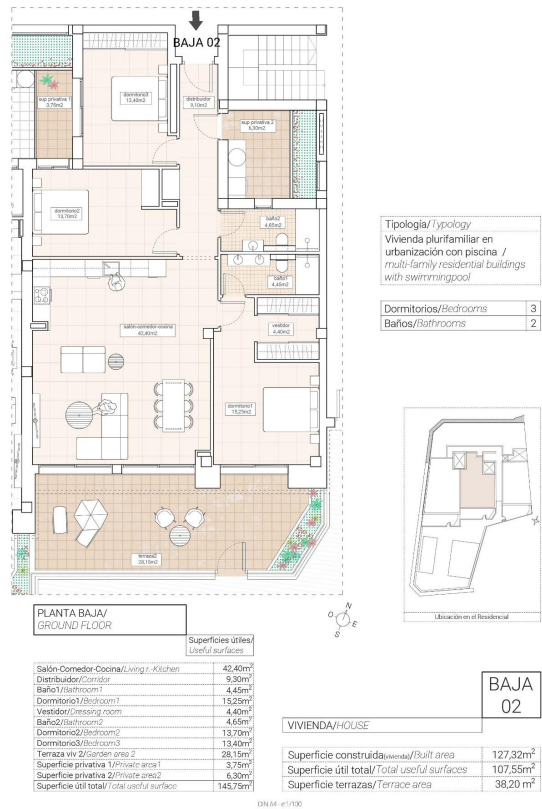 BAJA 02
sup privativa 1
3,75m2
dormitorio3
13,40m2
distribuidor
9,10m2
sup privativa 2
6,30m2
dormitorio2
13,70m2
baño2
4,65m2
baño1
4,45m2
salón-comedor-cocina
42,40m2
vestidor
4,40m2
dormitorio1
15,25m2
terraza2
28,15m2
Tipología/Typology
Vivienda plurifamiliar en
urbanización con piscina /
multi-family residential buildings
with swimmingpool
Dormitorios/Bedrooms 3
Baños/Bathrooms 2
Ubicación en el Residencial
N
O
E
S
PLANTA BAJA/
GROUND FLOOR
Superficies útiles/
Useful surfaces
Salón-Comedor-Cocina/Living r.-Kitchen 42,40m2
Distribuidor/Corridor 9,30m2
Baño1/Bathroom1 4,45m2
Dormitorio1/Bedroom1 15,25m2
Vestidor/Dressing room 4,40m2
Baño2/Bathroom2 4,65m2
Dormitorio2/Bedroom2 13,70m2
Dormitorio3/Bedroom3 13,40m2
Terraza viv 2/Garden area 2 28,15m2
Superficie privativa 1/Private area1 3,75m2
Superficie privativa 2/Private area2 6,30m2
Superficie útil total/Total useful surface 145,75m2
BAJA
02
VIVIENDA/HOUSE
Superficie construida(vivienda)/Built area 127,32m2
Superficie útil total/Total useful surfaces 107,55m2
Superficie terrazas/Terrace area 38,20 m2
DIN A4 - e1/100